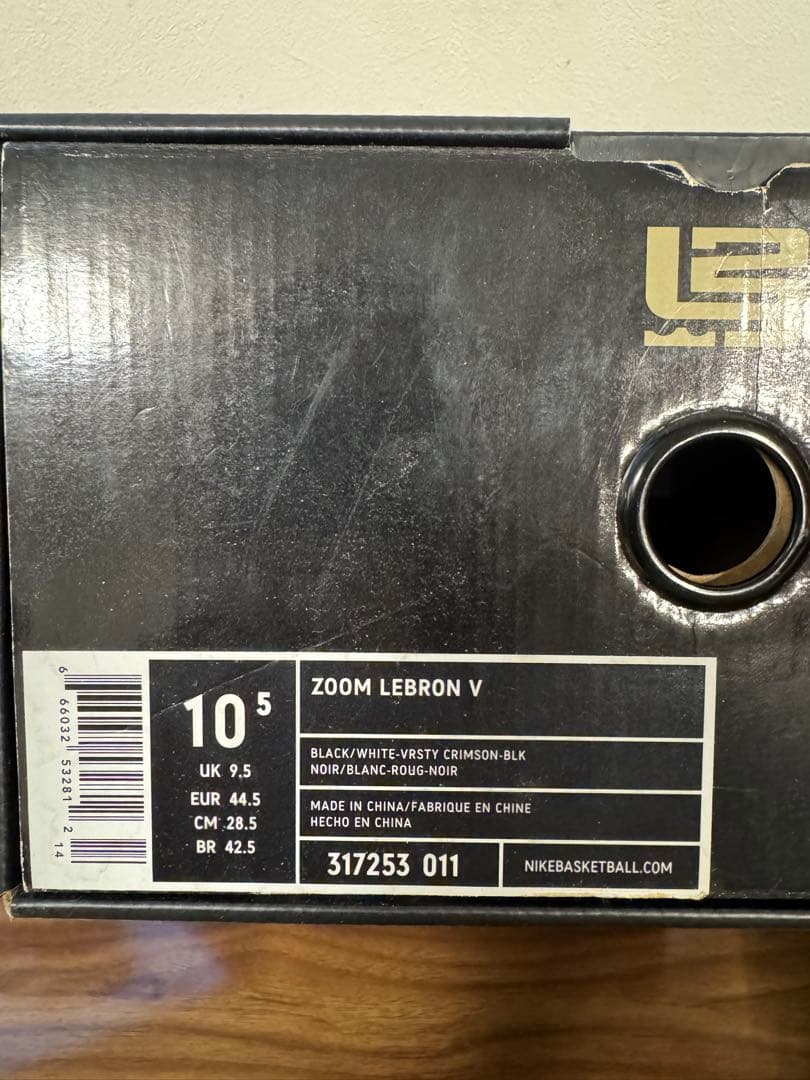 ZOOM LEBRON V
10 5
UK 9.5
EUR 44.5
CM 28.5
BR 42.5
BLACK/WHITE-VRSTY CRIMSON-BLK
NOIR/BLANC-ROUG-NOIR
MADE IN CHINA/FABRIQUE EN CHINE
HECHO EN CHINA
317253 011
NIKEBASKETBALL.COM
6 66032 53281 2 14